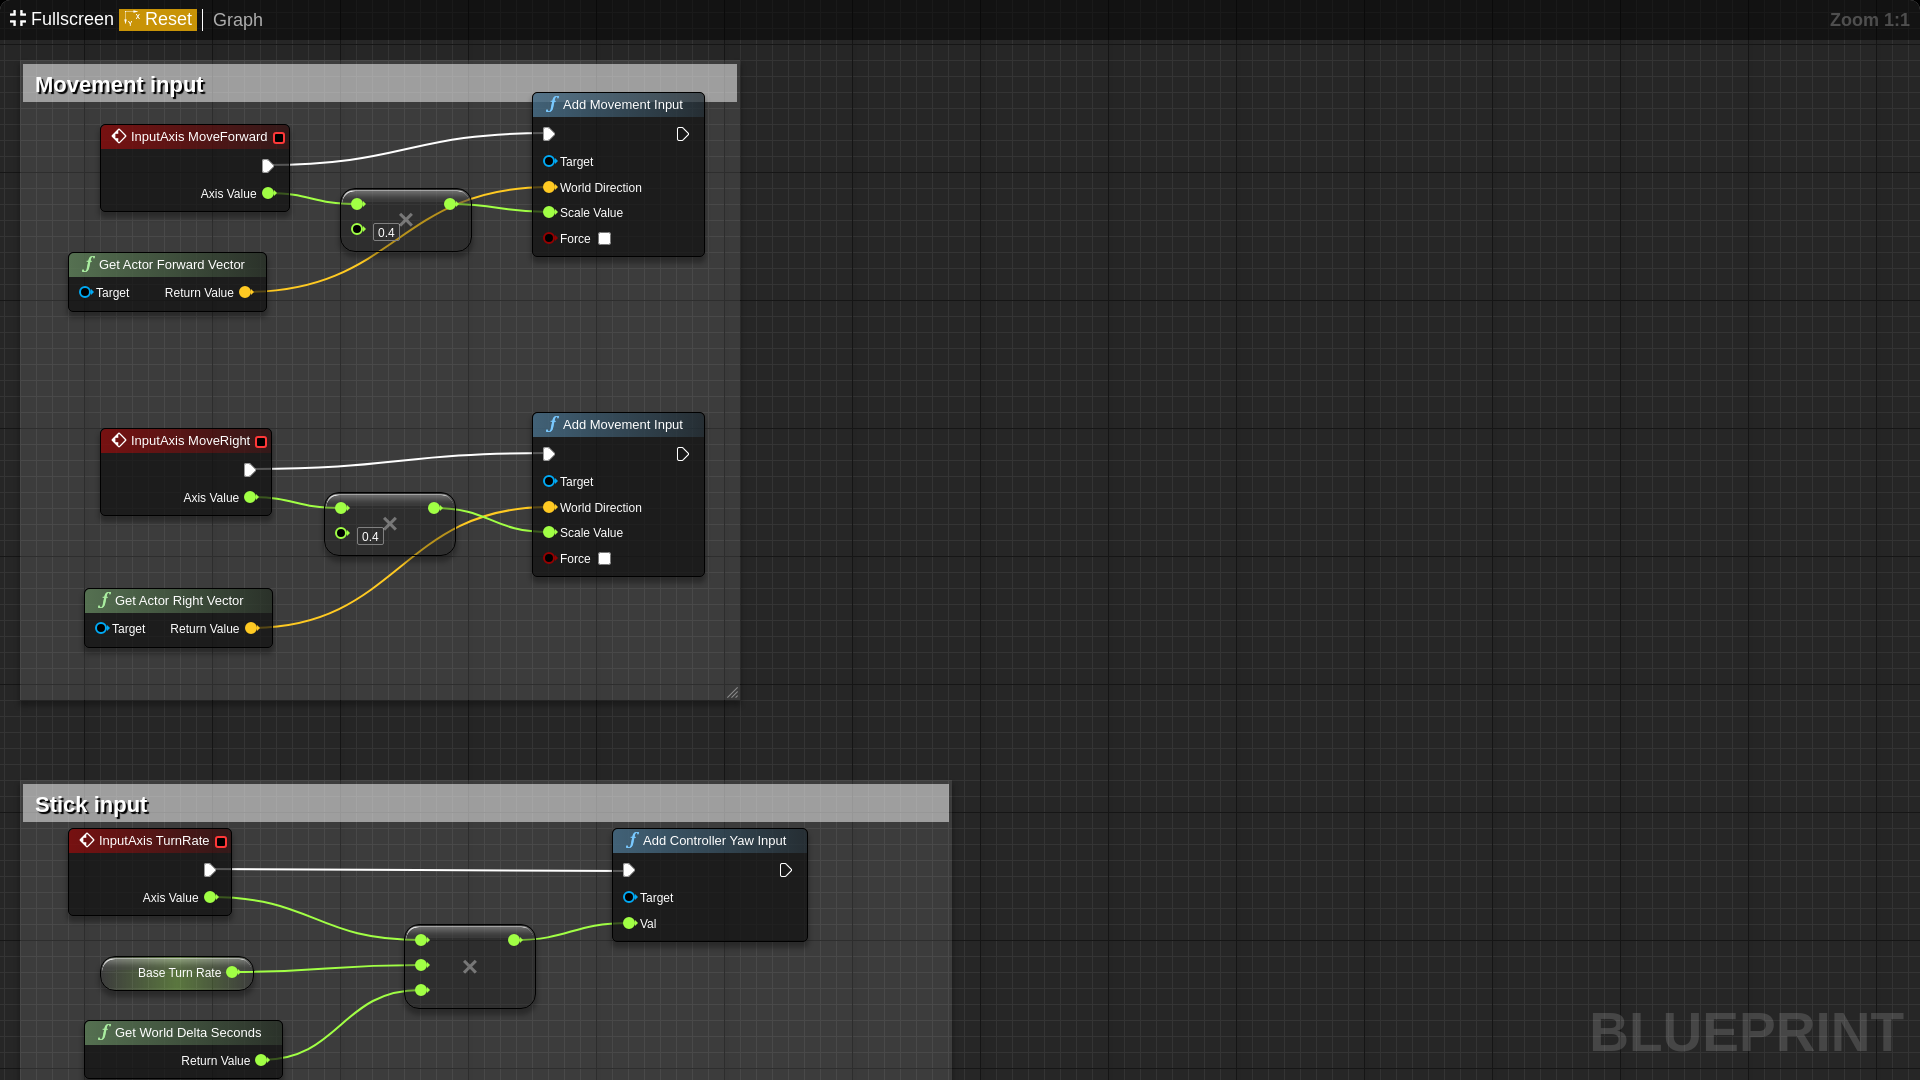 Fullscreen Reset Graph Zoom 1:1
Movement input
InputAxis MoveForward
Axis Value
0.4
Add Movement Input
Target
World Direction
Scale Value
Force
Get Actor Forward Vector
Target Return Value
InputAxis MoveRight
Axis Value
0.4
Add Movement Input
Target
World Direction
Scale Value
Force
Get Actor Right Vector
Target Return Value
Stick input
InputAxis TurnRate
Axis Value
Add Controller Yaw Input
Target
Val
Base Turn Rate
Get World Delta Seconds
Return Value
BLUEPRINT